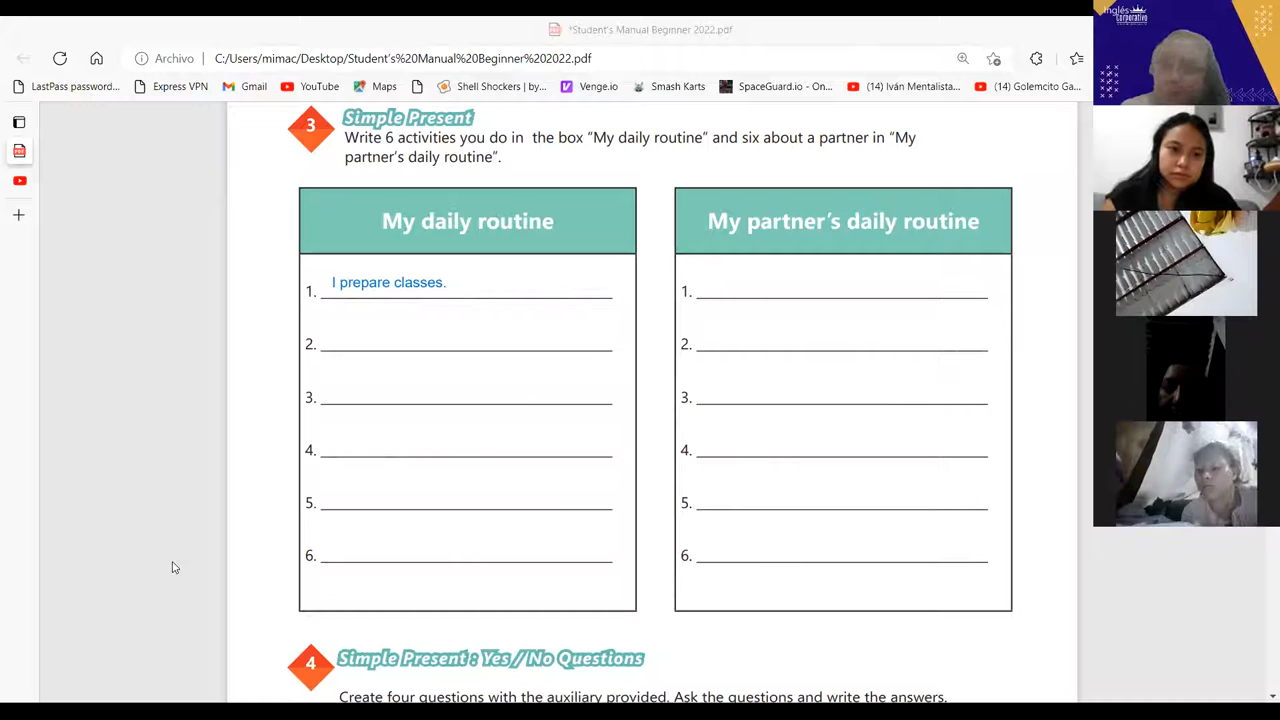 *Student's Manual Beginner 2022.pdf
Archivo
C:/Users/mimac/Desktop/Student's%20Manual%20Beginner%202022.pdf
LastPass password...
Express VPN
Gmail
YouTube
Maps
Shell Shockers | by...
Venge.io
Smash Karts
SpaceGuard.io - On...
(14) Iván Mentalista...
(14) Golemcito Ga...
Inglés
Corporativo
3
Simple Present
Write 6 activities you do in the box "My daily routine" and six about a partner in "My
partner's daily routine".
My daily routine
1. I prepare classes.
2.
3.
4.
5.
6.
My partner's daily routine
1.
2.
3.
4.
5.
6.
4
Simple Present : Yes / No Questions
Create four questions with the auxiliary provided. Ask the questions and write the answers.